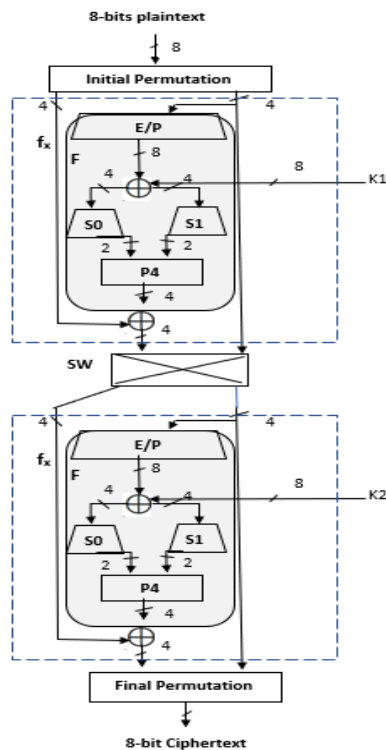 8-bits plaintext
8
Initial Permutation
4
4
fx
E/P
F
8
4
4
8
K1
S0
S1
2
2
P4
4
4
SW
4
4
E/P
fx
F
8
4
4
8
K2
S0
S1
2
2
P4
4
4
Final Permutation
8-bit Ciphertext